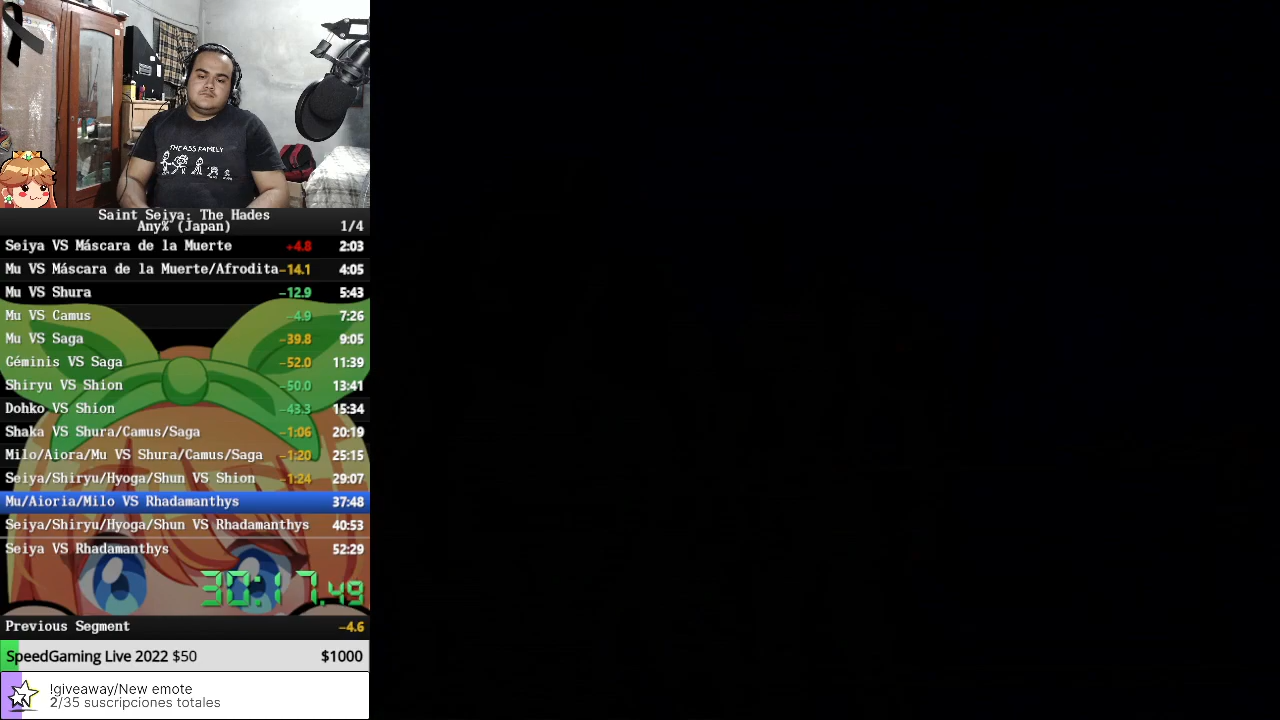 THE ASS FAMILY
Saint Seiya: The Hades
Any% (Japan) 1/4
Seiya VS Máscara de la Muerte +4.8 2:03
Mu VS Máscara de la Muerte/Afrodita -14.1 4:05
Mu VS Shura -12.9 5:43
Mu VS Camus -4.9 7:26
Mu VS Saga -39.8 9:05
Géminis VS Saga -52.0 11:39
Shiryu VS Shion -50.0 13:41
Dohko VS Shion -43.3 15:34
Shaka VS Shura/Camus/Saga -1:06 20:19
Milo/Aiora/Mu VS Shura/Camus/Saga -1:20 25:15
Seiya/Shiryu/Hyoga/Shun VS Shion -1:24 29:07
Mu/Aioria/Milo VS Rhadamanthys 37:48
Seiya/Shiryu/Hyoga/Shun VS Rhadamanthys 40:53
Seiya VS Rhadamanthys 52:29
30:17.49
Previous Segment -4.6
SpeedGaming Live 2022 $50 $1000
!giveaway/New emote
2/35 suscripciones totales